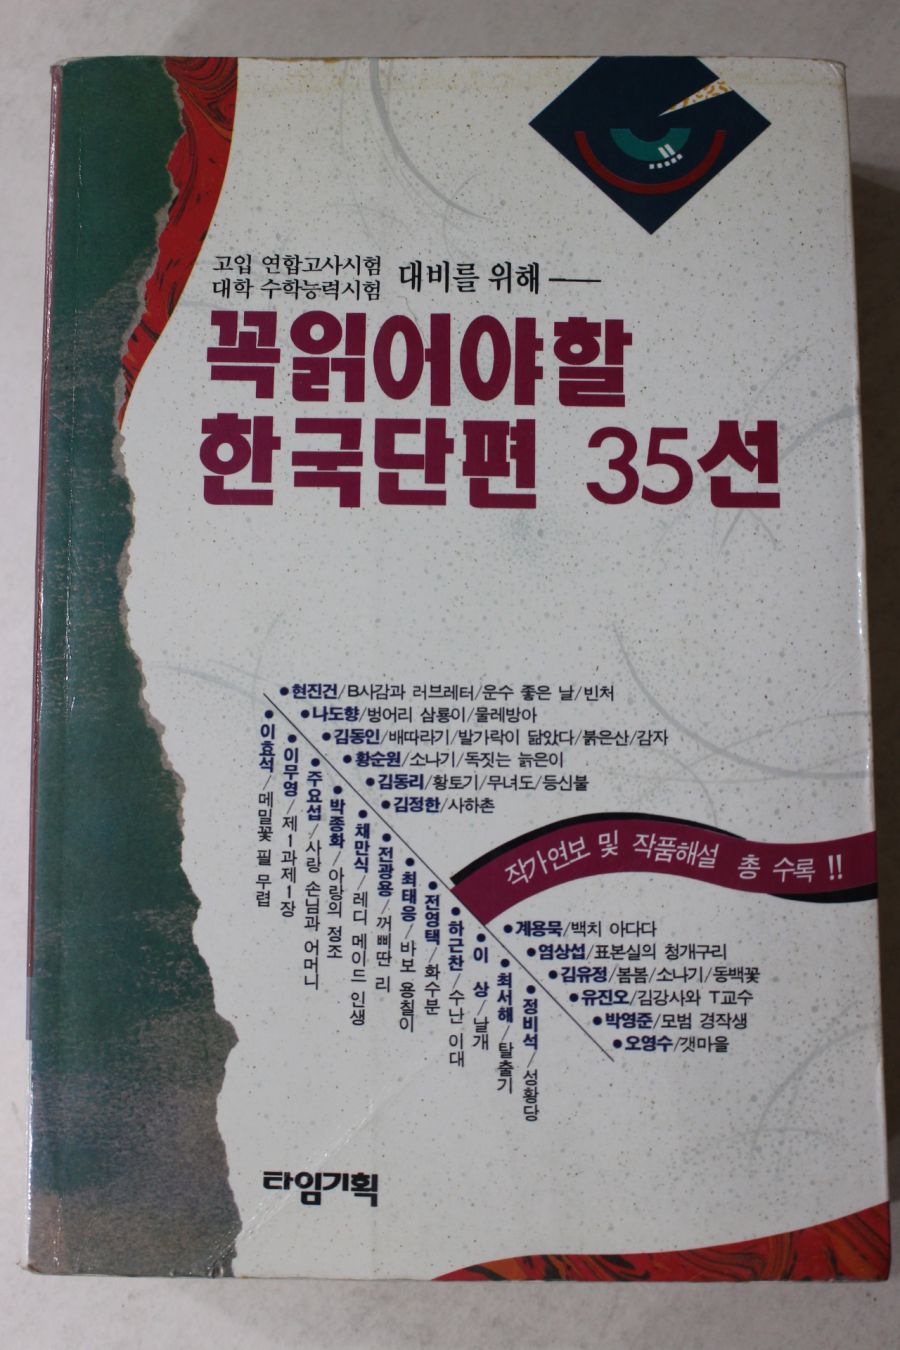 고입 연합고사시험
대학 수학능력시험
대비를 위해 —
꼭읽어야할
한국단편 35선
•현진건/B사감과 러브레터/운수 좋은 날/빈처
•나도향/벙어리 삼룡이/물레방아
•김동인/배따라기/발가락이 닮았다/붉은산/감자
•황순원/소나기/독짓는 늙은이
•김동리/황토기/무녀도/등신불
•김정한/사하촌
•이효석/메밀꽃 필 무렵
•이무영/제1과제1장
•주요섭/사랑 손님과 어머니
•박종화/아랑의 정조
•채만식/레디 메이드 인생
•전광용/꺼삐딴 리
•최태응/바보 용칠이
•전영택/화수분
•하근찬/수난 이대
•이 상/날개
•최서해/탈출기
•정비석/성황당
작가연보 및 작품해설 총 수록 !!
•계용묵/백치 아다다
•염상섭/표본실의 청개구리
•김유정/봄봄/소나기/동백꽃
•유진오/김강사와 T교수
•박영준/모범 경작생
•오영수/갯마을
타임기획